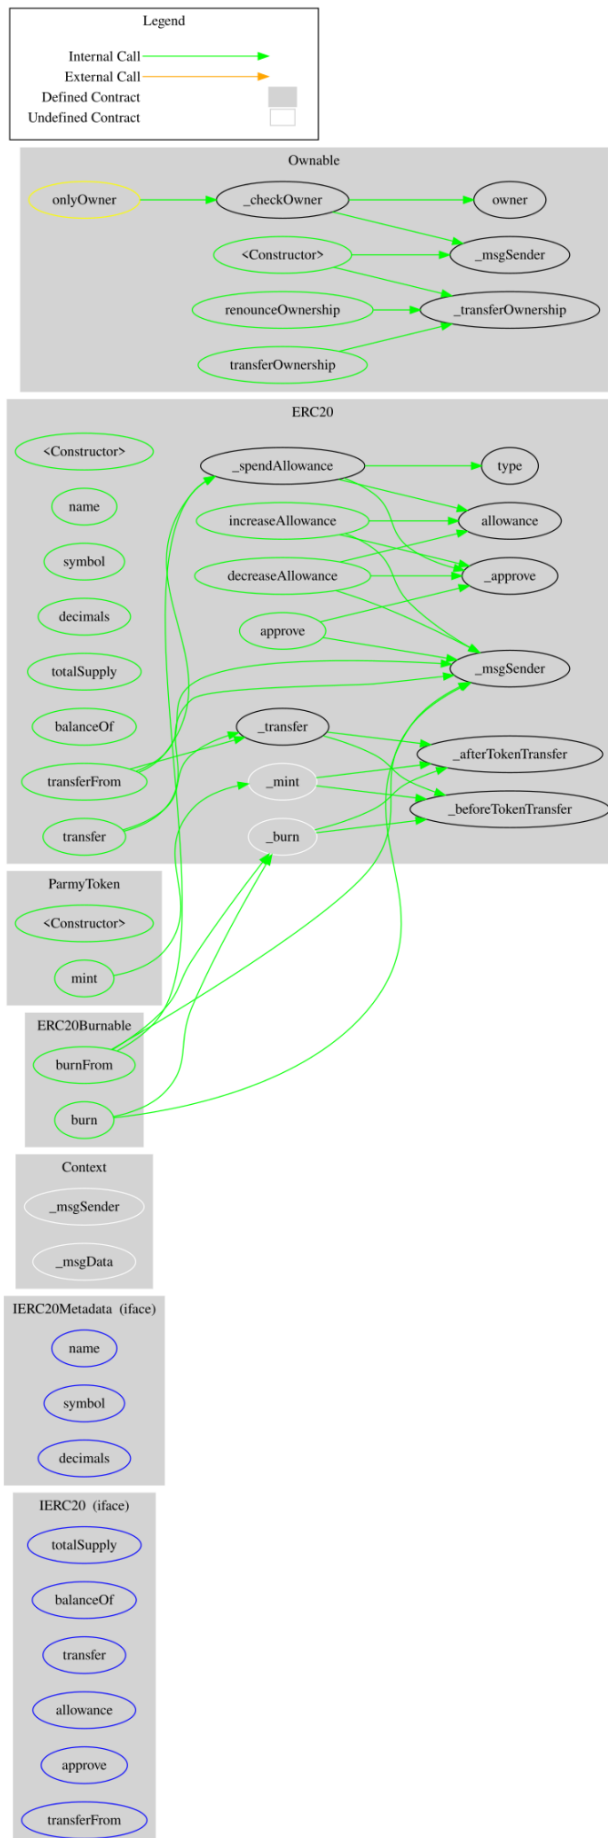 Legend
Internal Call
External Call
Defined Contract
Undefined Contract
Ownable
onlyOwner
_checkOwner
owner
<Constructor>
_msgSender
renounceOwnership
_transferOwnership
transferOwnership
ERC20
<Constructor>
_spendAllowance
type
name
increaseAllowance
allowance
symbol
decreaseAllowance
_approve
decimals
approve
totalSupply
_msgSender
balanceOf
_transfer
transferFrom
_mint
_afterTokenTransfer
transfer
_burn
_beforeTokenTransfer
ParmyToken
<Constructor>
mint
ERC20Burnable
burnFrom
burn
Context
_msgSender
_msgData
IERC20Metadata (iface)
name
symbol
decimals
IERC20 (iface)
totalSupply
balanceOf
transfer
allowance
approve
transferFrom